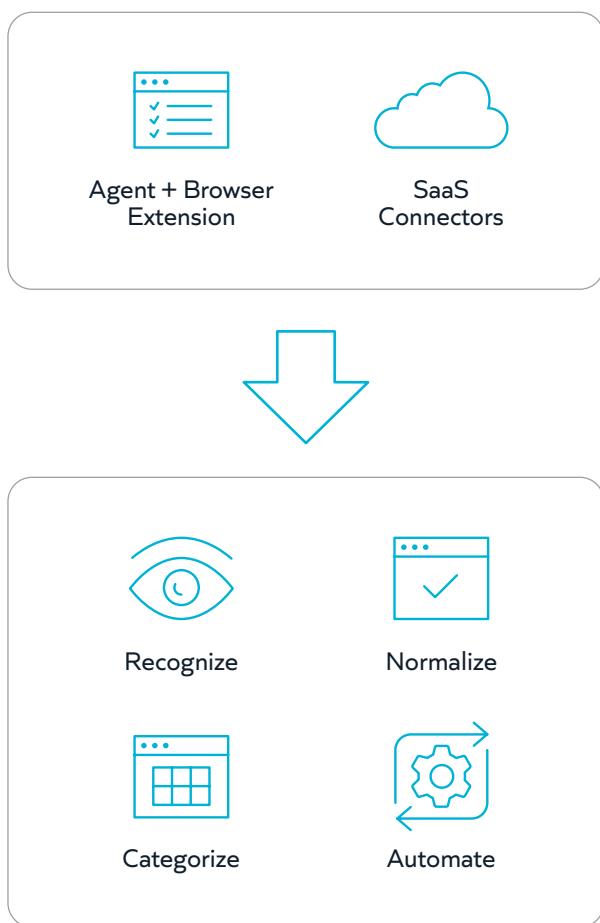 Agent + Browser
Extension
SaaS
Connectors
Recognize
Normalize
Categorize
Automate